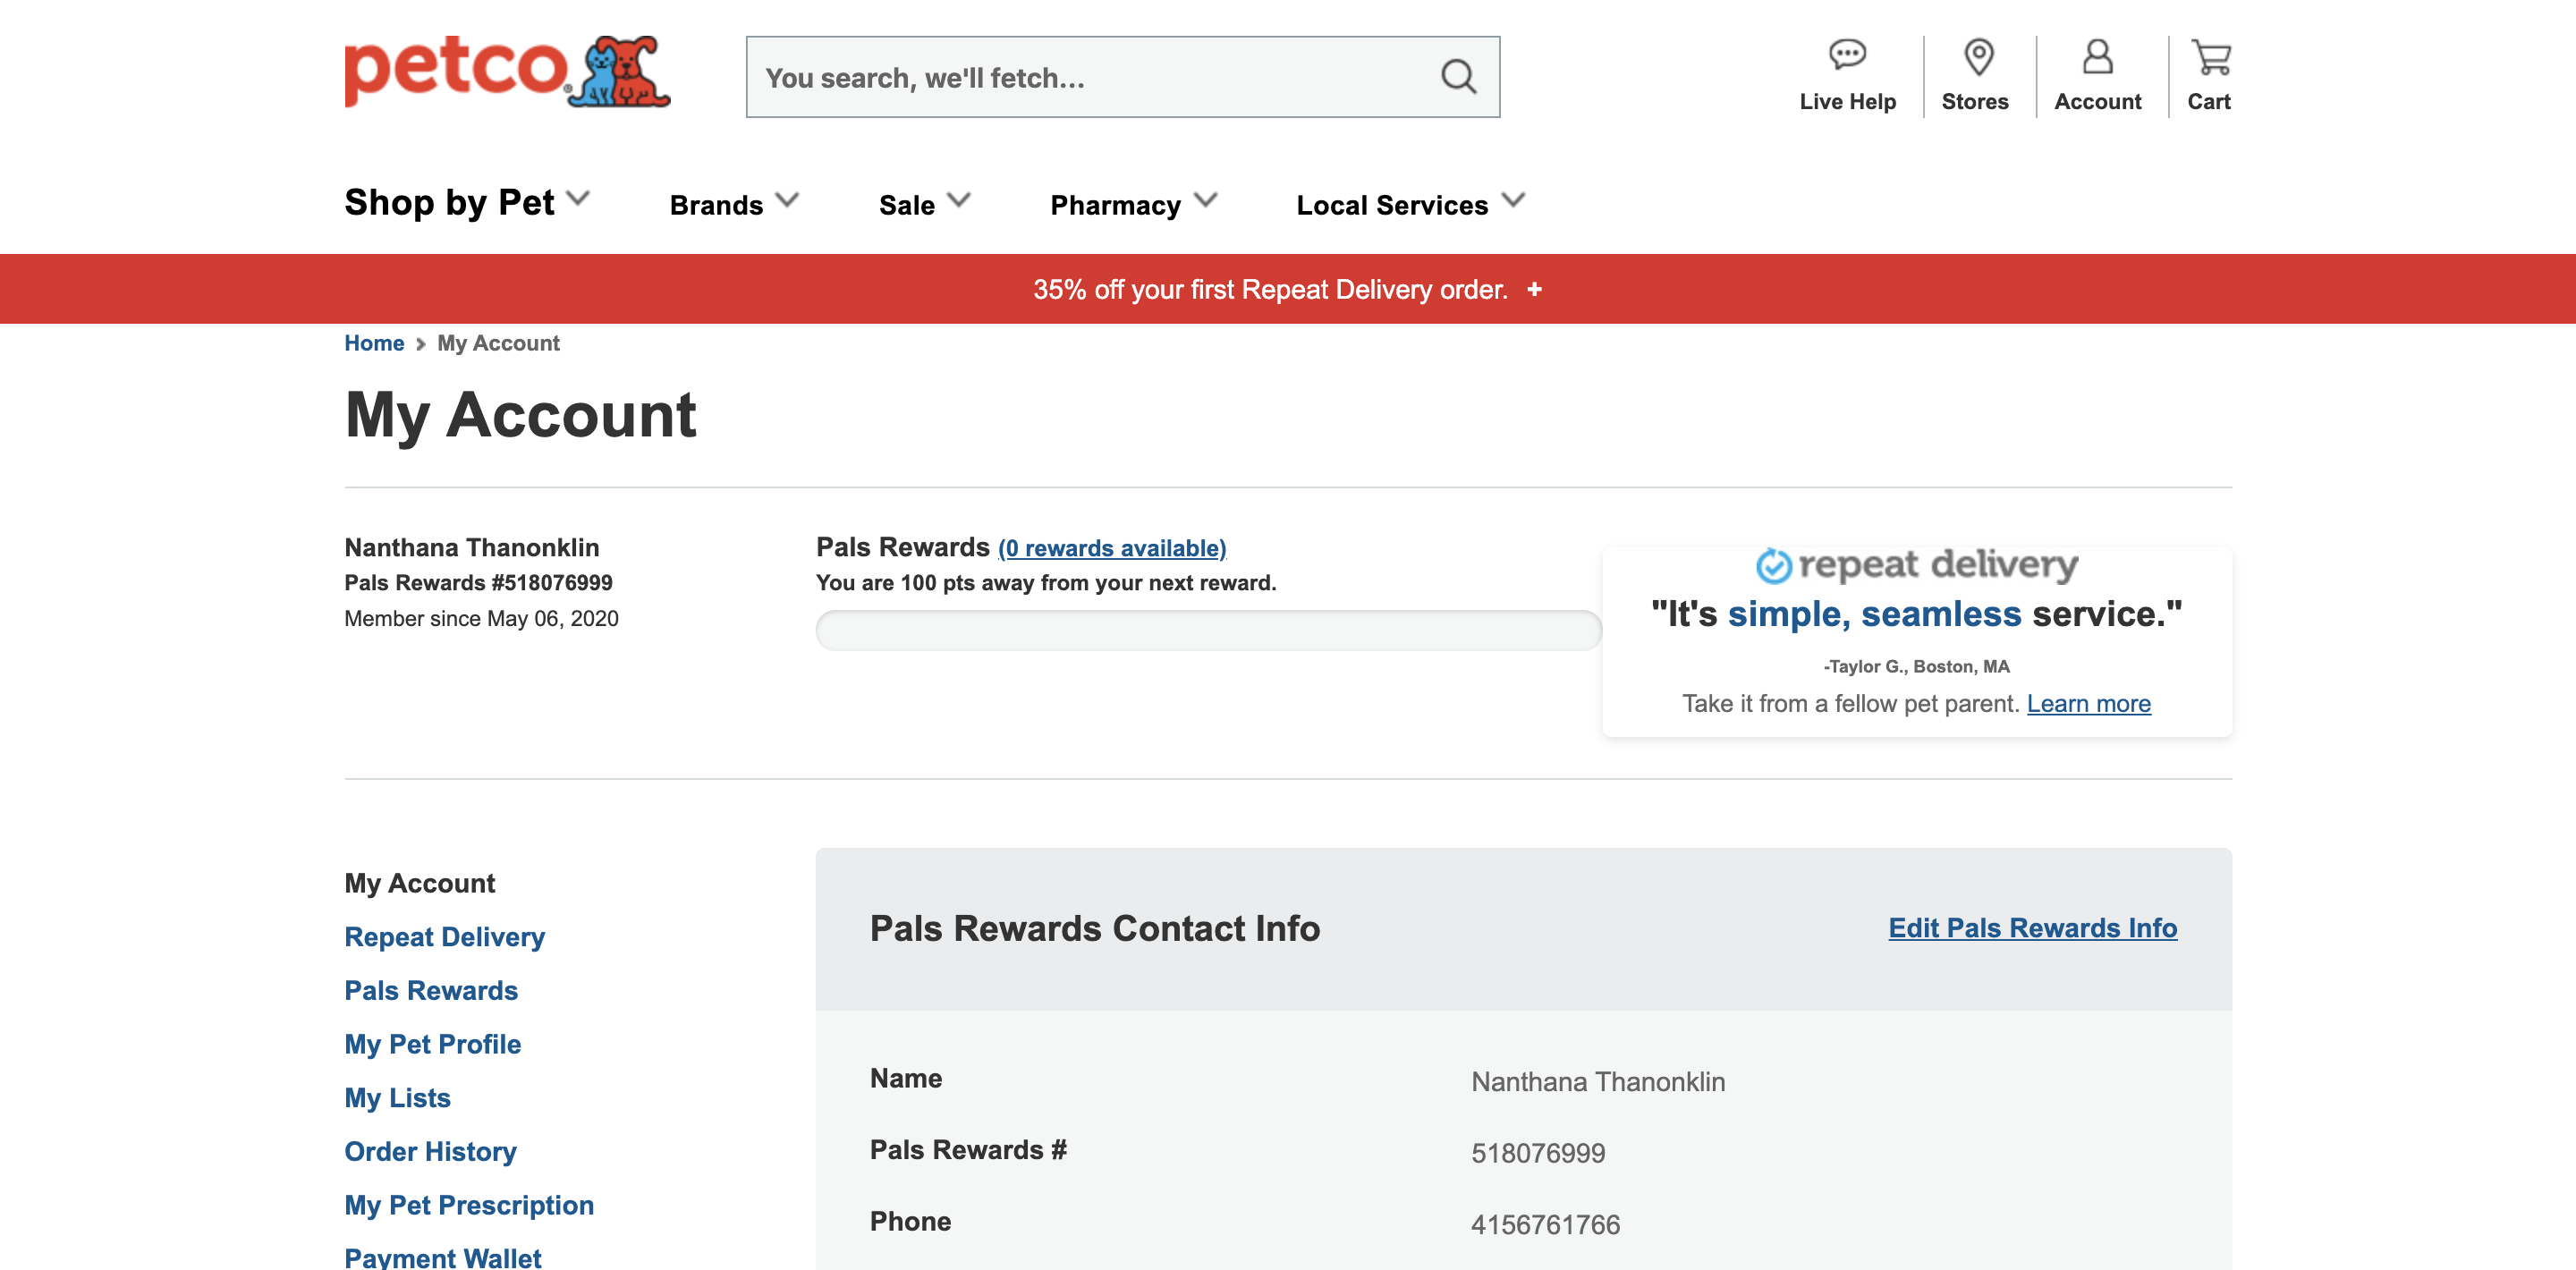 petco
You search, we'll fetch...
Live Help
Stores
Account
Cart
Shop by Pet
Brands
Sale
Pharmacy
Local Services
35% off your first Repeat Delivery order. +
Home > My Account
My Account
Nanthana Thanonklin
Pals Rewards #518076999
Member since May 06, 2020
Pals Rewards (0 rewards available)
You are 100 pts away from your next reward.
repeat delivery
"It's simple, seamless service."
-Taylor G., Boston, MA
Take it from a fellow pet parent. Learn more
My Account
Repeat Delivery
Pals Rewards
My Pet Profile
My Lists
Order History
My Pet Prescription
Payment Wallet
Pals Rewards Contact Info
Edit Pals Rewards Info
Name
Nanthana Thanonklin
Pals Rewards #
518076999
Phone
4156761766